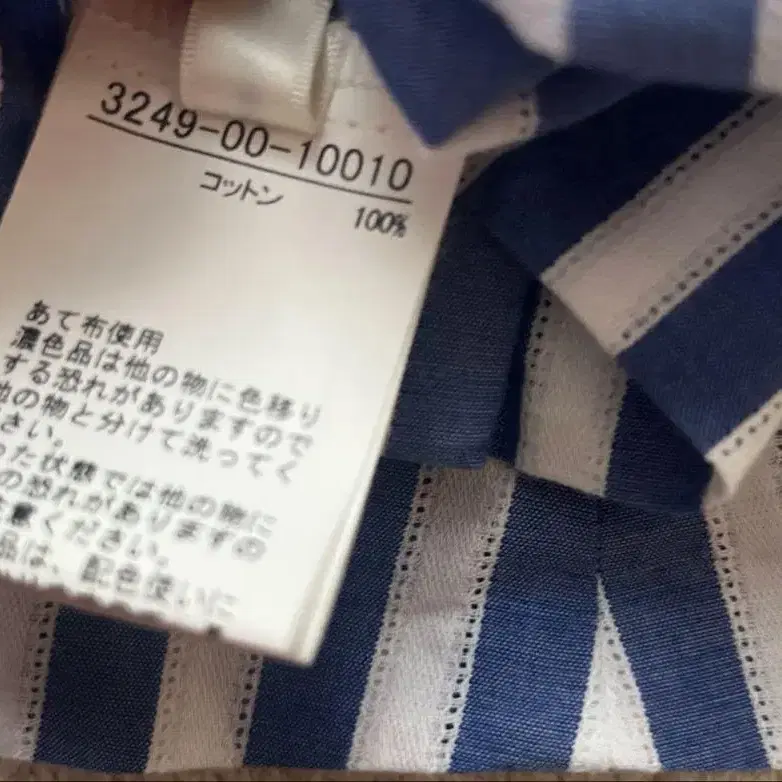 3249-00-10010
コットン 100%
あて布使用
濃色品は他の物に色移り
する恐れがありますので
他の物と分けて洗ってく
ださい。
った状態では他の物に
の恐れがありますの
意ください。
品は、配色使いに